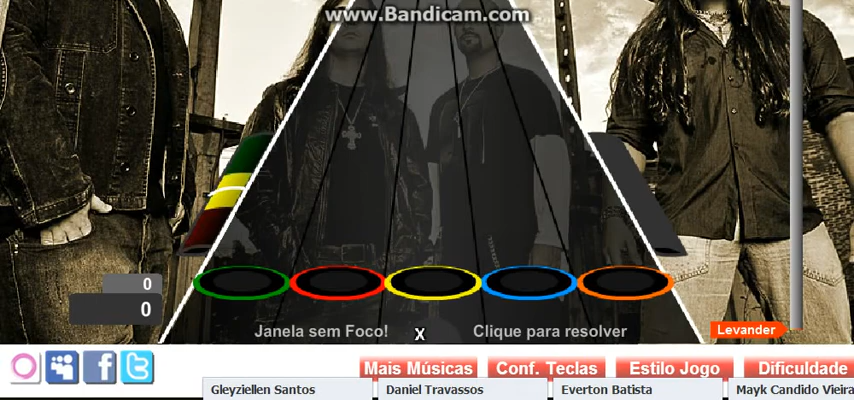 www.Bandicam.com
0
0
Janela sem Foco! X Clique para resolver
Levander
Mais Músicas Conf. Teclas Estilo Jogo Dificuldade
Gleyziellen Santos Daniel Travassos Everton Batista Mayk Candido Vieira